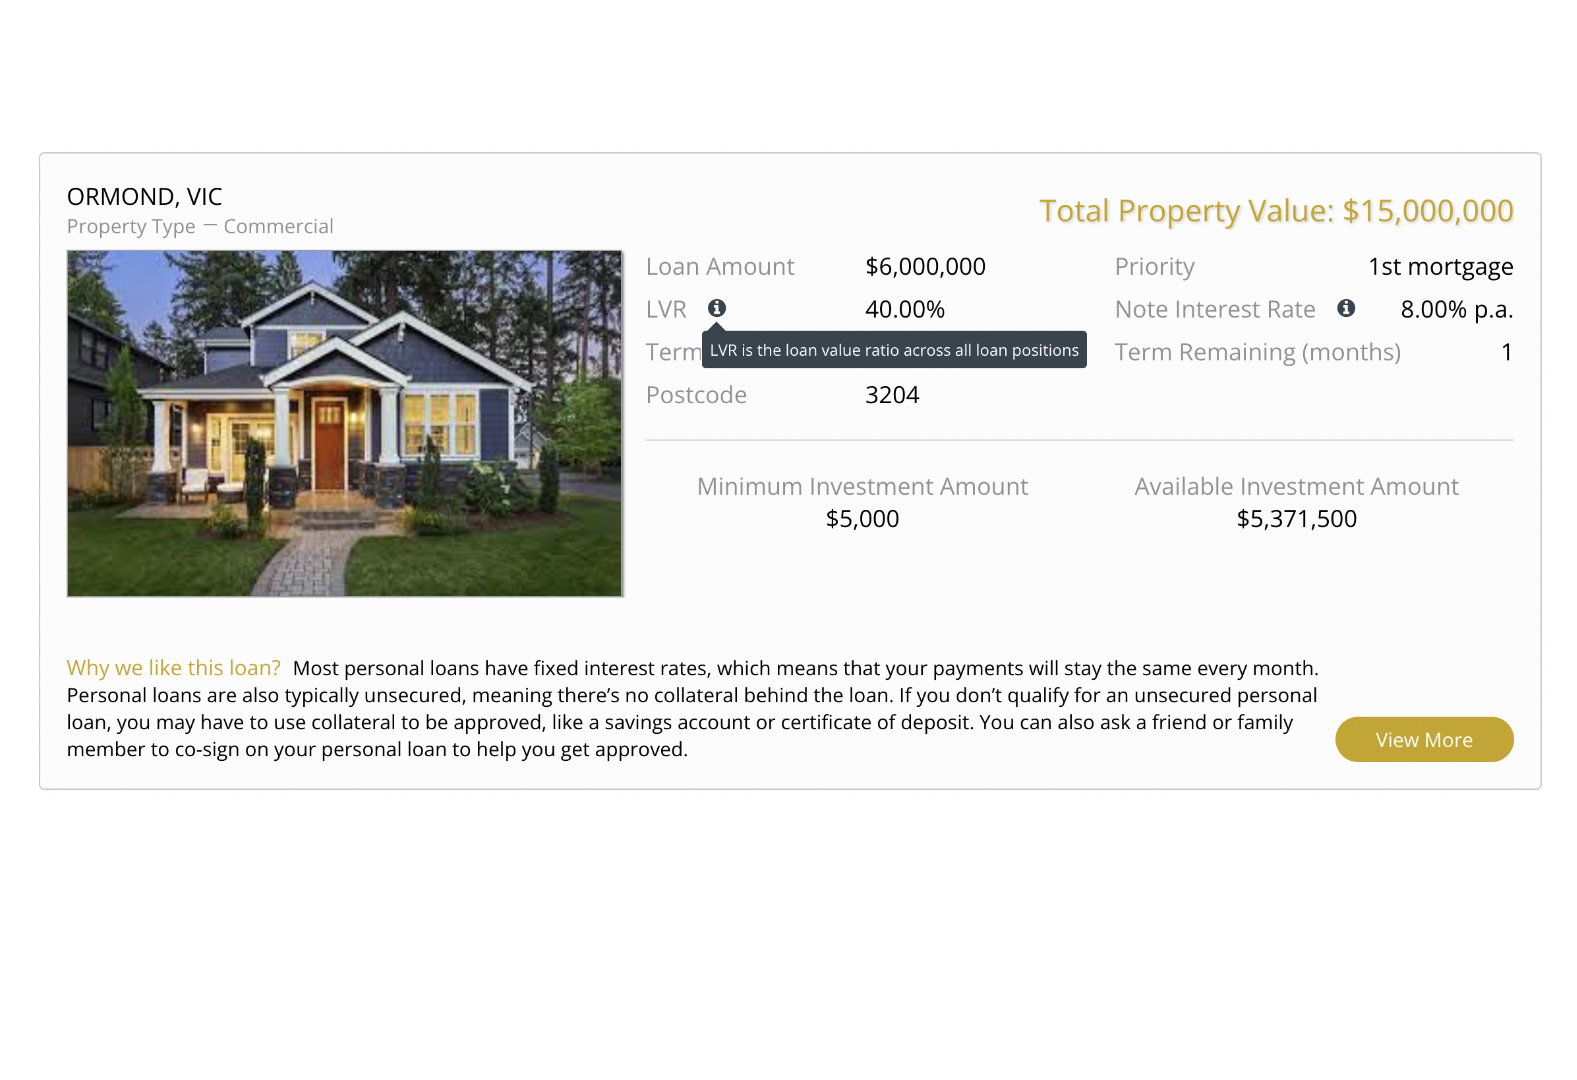 ORMOND, VIC
Property Type — Commercial
Total Property Value: $15,000,000
Loan Amount $6,000,000
Priority 1st mortgage
LVR 40.00%
Note Interest Rate 8.00% p.a.
Term
LVR is the loan value ratio across all loan positions
Term Remaining (months) 1
Postcode 3204
Minimum Investment Amount
$5,000
Available Investment Amount
$5,371,500
Why we like this loan? Most personal loans have fixed interest rates, which means that your payments will stay the same every month.
Personal loans are also typically unsecured, meaning there’s no collateral behind the loan. If you don’t qualify for an unsecured personal
loan, you may have to use collateral to be approved, like a savings account or certificate of deposit. You can also ask a friend or family
member to co-sign on your personal loan to help you get approved.
View More